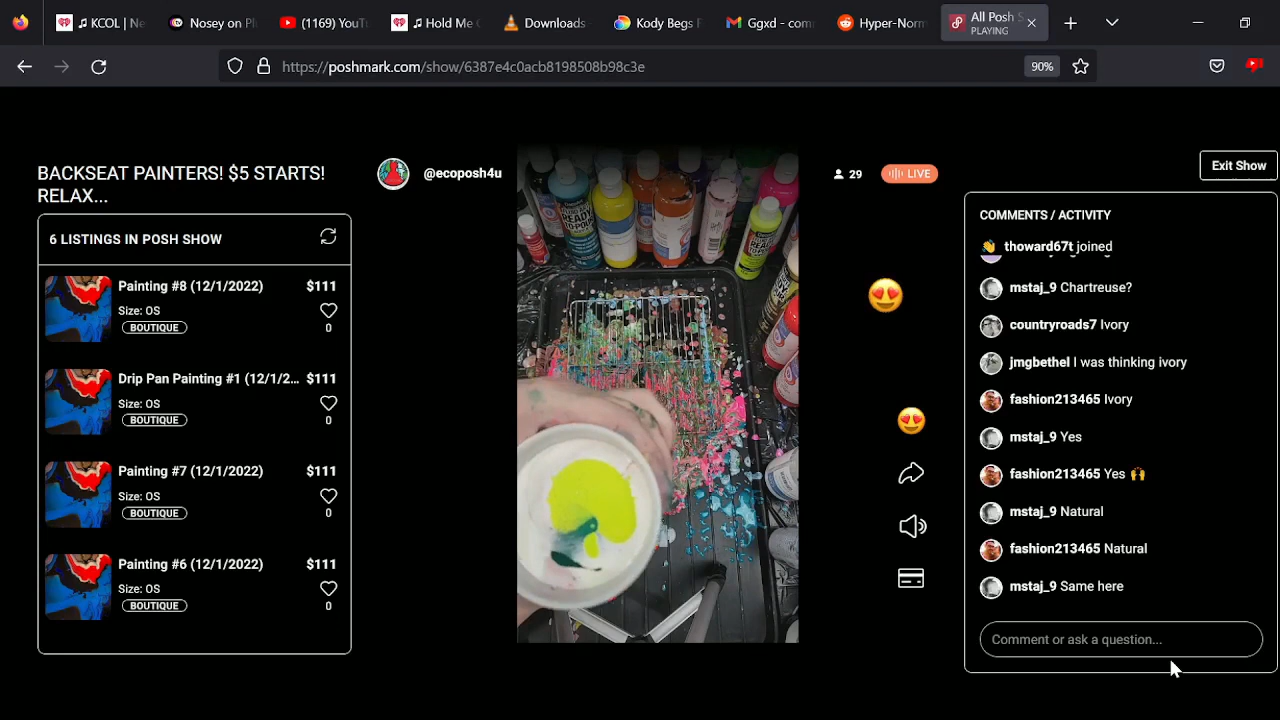 ♫ KCOL | Ne
Nosey on Pl
(1169) YouT
♫ Hold Me C
Downloads
Kody Begs F
Ggxd - com
Hyper-Norm
All Posh S
PLAYING
https://poshmark.com/show/6387e4c0acb8198508b98c3e
90%
BACKSEAT PAINTERS! $5 STARTS!
RELAX...
@ecoposh4u
29
LIVE
Exit Show
6 LISTINGS IN POSH SHOW
Painting #8 (12/1/2022) $111
Size: OS
BOUTIQUE
0
Drip Pan Painting #1 (12/1/2... $111
Size: OS
BOUTIQUE
0
Painting #7 (12/1/2022) $111
Size: OS
BOUTIQUE
0
Painting #6 (12/1/2022) $111
Size: OS
BOUTIQUE
0
COMMENTS / ACTIVITY
👏 thoward67t joined
mstaj_9 Chartreuse?
countryroads7 Ivory
jmgbethel I was thinking ivory
fashion213465 Ivory
mstaj_9 Yes
fashion213465 Yes 🙌
mstaj_9 Natural
fashion213465 Natural
mstaj_9 Same here
Comment or ask a question...